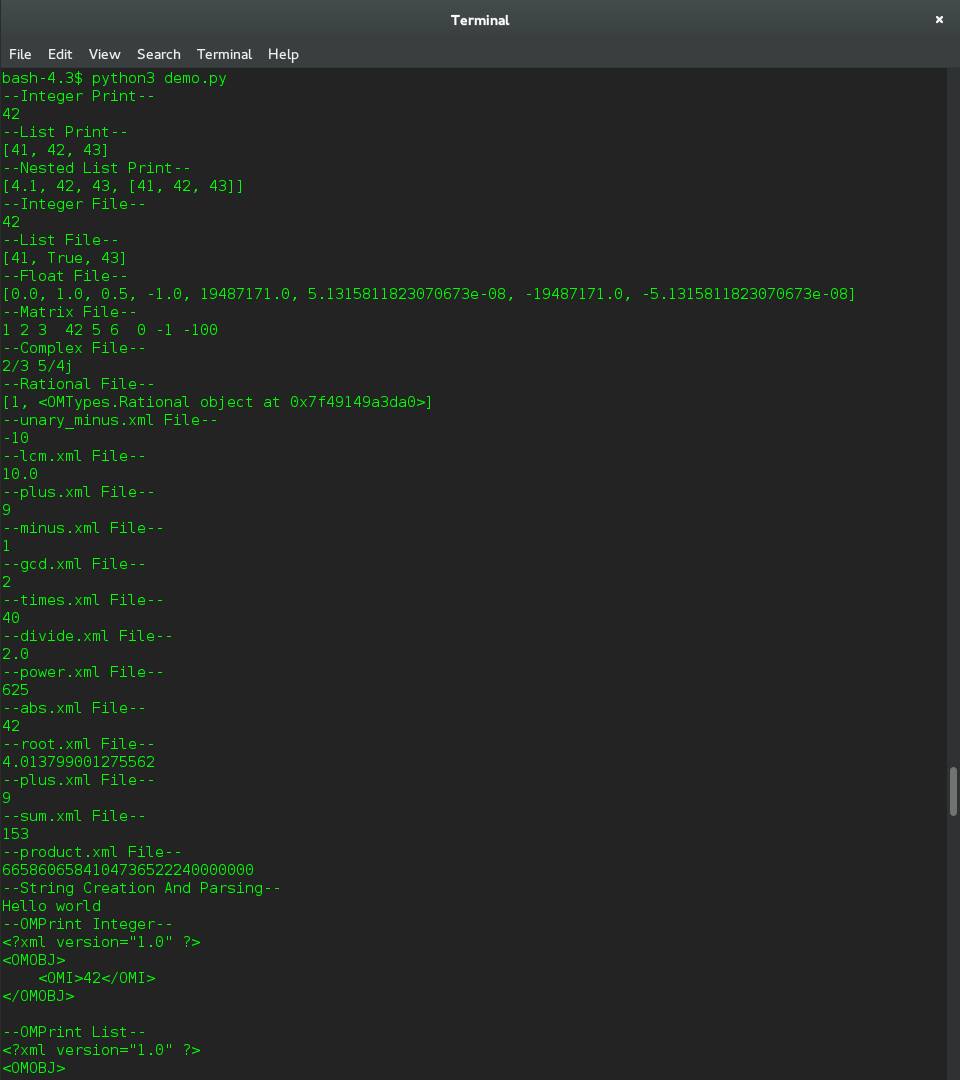 Terminal
×
File Edit View Search Terminal Help
bash-4.3$ python3 demo.py
--Integer Print--
42
--List Print--
[41, 42, 43]
--Nested List Print--
[4.1, 42, 43, [41, 42, 43]]
--Integer File--
42
--List File--
[41, True, 43]
--Float File--
[0.0, 1.0, 0.5, -1.0, 19487171.0, 5.1315811823070673e-08, -19487171.0, -5.1315811823070673e-08]
--Matrix File--
1 2 3  42 5 6  0 -1 -100
--Complex File--
2/3 5/4j
--Rational File--
[1, <OMTypes.Rational object at 0x7f49149a3da0>]
--unary_minus.xml File--
-10
--lcm.xml File--
10.0
--plus.xml File--
9
--minus.xml File--
1
--gcd.xml File--
2
--times.xml File--
40
--divide.xml File--
2.0
--power.xml File--
625
--abs.xml File--
42
--root.xml File--
4.013799001275562
--plus.xml File--
9
--sum.xml File--
153
--product.xml File--
6658606584104736522240000000
--String Creation And Parsing--
Hello world
--OMPrint Integer--
<?xml version="1.0" ?>
<OMOBJ>
    <OMI>42</OMI>
</OMOBJ>

--OMPrint List--
<?xml version="1.0" ?>
<OMOBJ>